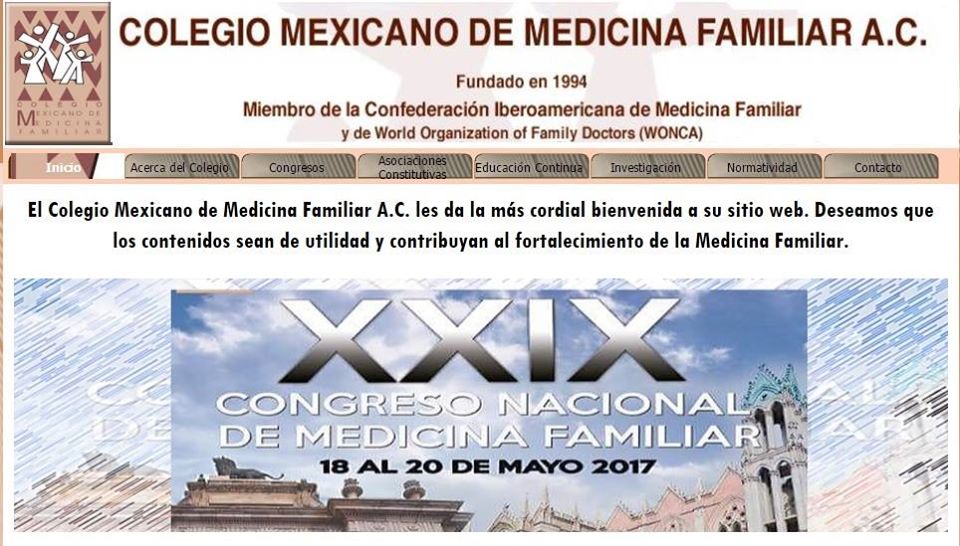 COLEGIO MEXICANO DE MEDICINA FAMILIAR A.C.
COLEGIO
MEXICANO DE
MEDICINA
FAMILIAR
Fundado en 1994
Miembro de la Confederación Iberoamericana de Medicina Familiar
y de World Organization of Family Doctors (WONCA)
Inicio
Acerca del Colegio
Congresos
Asociaciones
Constitutivas
Educación Continua
Investigación
Normatividad
Contacto
El Colegio Mexicano de Medicina Familiar A.C. les da la más cordial bienvenida a su sitio web. Deseamos que
los contenidos sean de utilidad y contribuyan al fortalecimiento de la Medicina Familiar.
XXIX
CONGRESO NACIONAL
DE MEDICINA FAMILIAR
18 AL 20 DE MAYO 2017